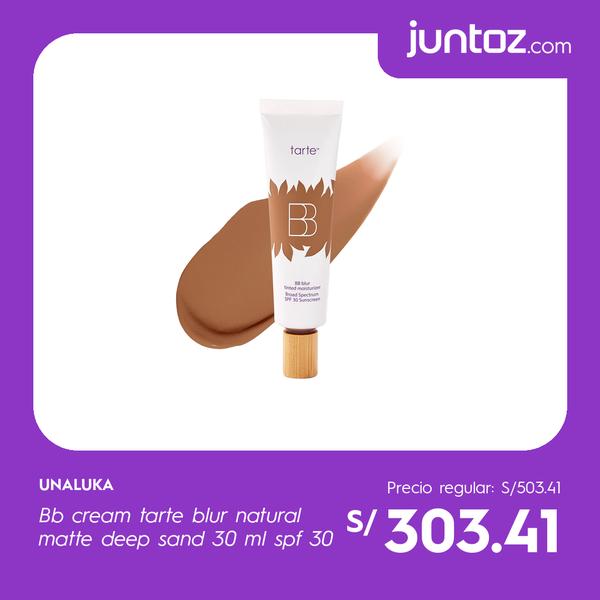 juntoz.com
tarte™
BB
BB blur
tinted moisturizer
Broad Spectrum
SPF 30 Sunscreen
UNALUKA
Bb cream tarte blur natural
matte deep sand 30 ml spf 30
Precio regular: S/503.41
S/ 303.41